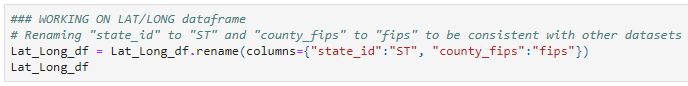 ### WORKING ON LAT/LONG dataframe
# Renaming "state_id" to "ST" and "county_fips" to "fips" to be consistent with other datasets
Lat_Long_df = Lat_Long_df.rename(columns={"state_id":"ST", "county_fips":"fips"})
Lat_Long_df